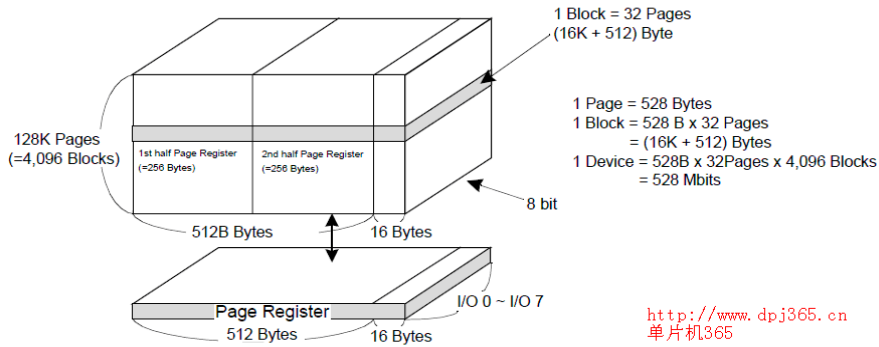 1 Block = 32 Pages
(16K + 512) Byte
128K Pages
(=4,096 Blocks)
1st half Page Register
(=256 Bytes)
2nd half Page Register
(=256 Bytes)
1 Page = 528 Bytes
1 Block = 528 B x 32 Pages
= (16K + 512) Bytes
1 Device = 528B x 32Pages x 4,096 Blocks
= 528 Mbits
8 bit
512B Bytes
16 Bytes
Page Register
I/O 0 ~ I/O 7
512 Bytes
16 Bytes
http://www.dpj365.cn
单片机365